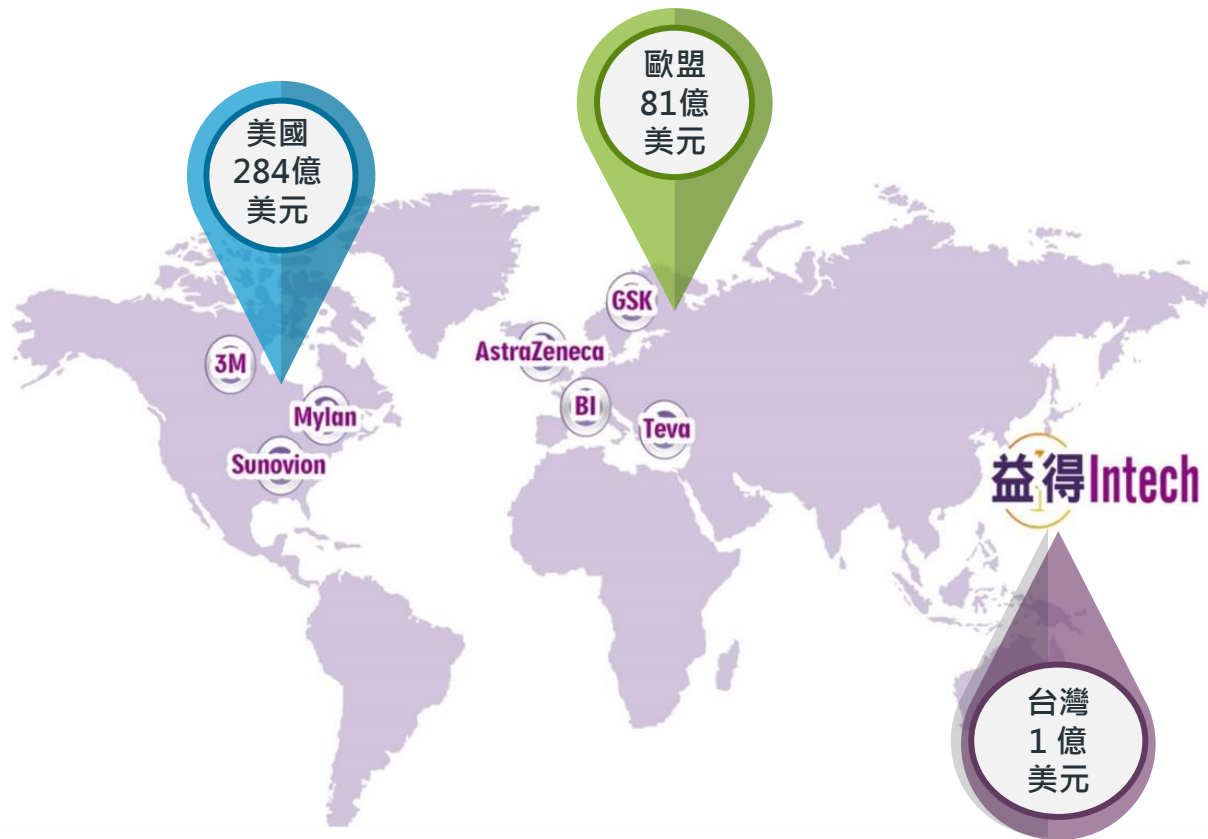 歐盟
81億
美元
美國
284億
美元
GSK
AstraZeneca
3M
BI
Mylan
Teva
Sunovion
益得Intech
台灣
1 億
美元